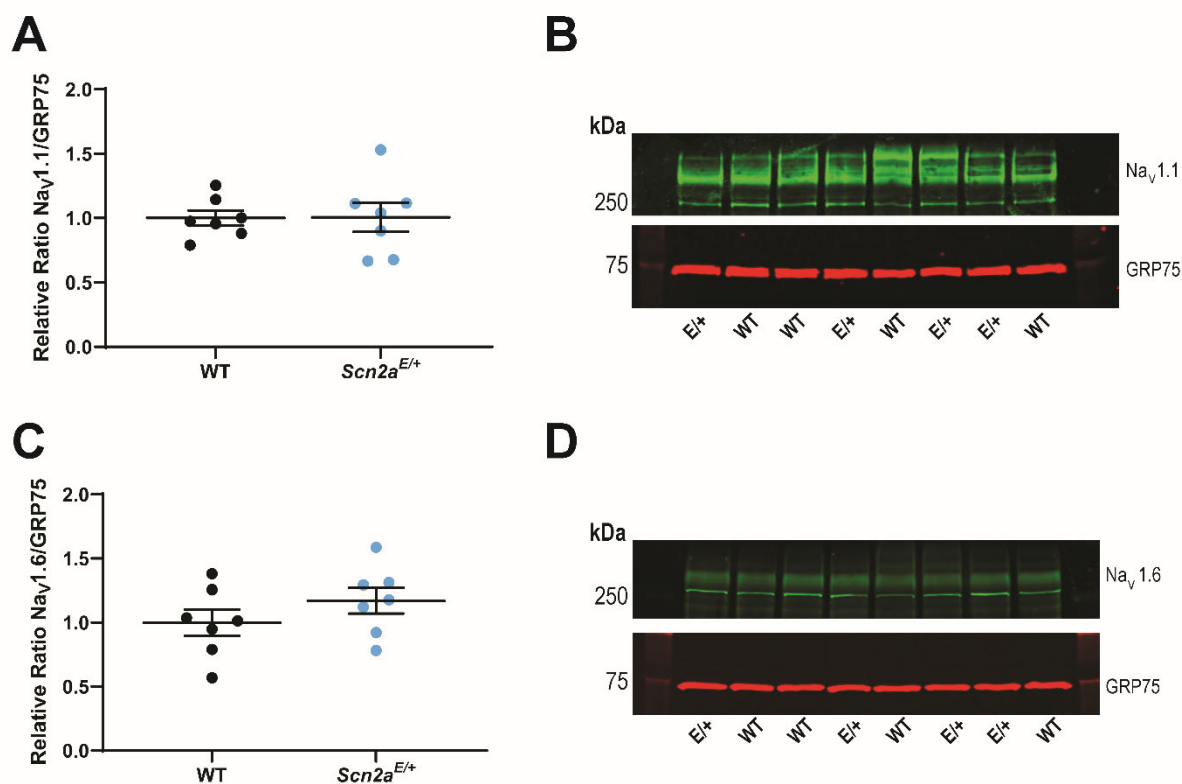 A
Relative Ratio NaV1.1/GRP75
2.0
1.5
1.0
0.5
0.0
WT
Scn2aE/+
B
kDa
250
NaV1.1
75
GRP75
E/+ WT WT E/+ WT E/+ E/+ WT
C
Relative Ratio NaV1.6/GRP75
2.0
1.5
1.0
0.5
0.0
WT
Scn2aE/+
D
kDa
250
NaV1.6
75
GRP75
E/+ WT WT E/+ WT E/+ E/+ WT